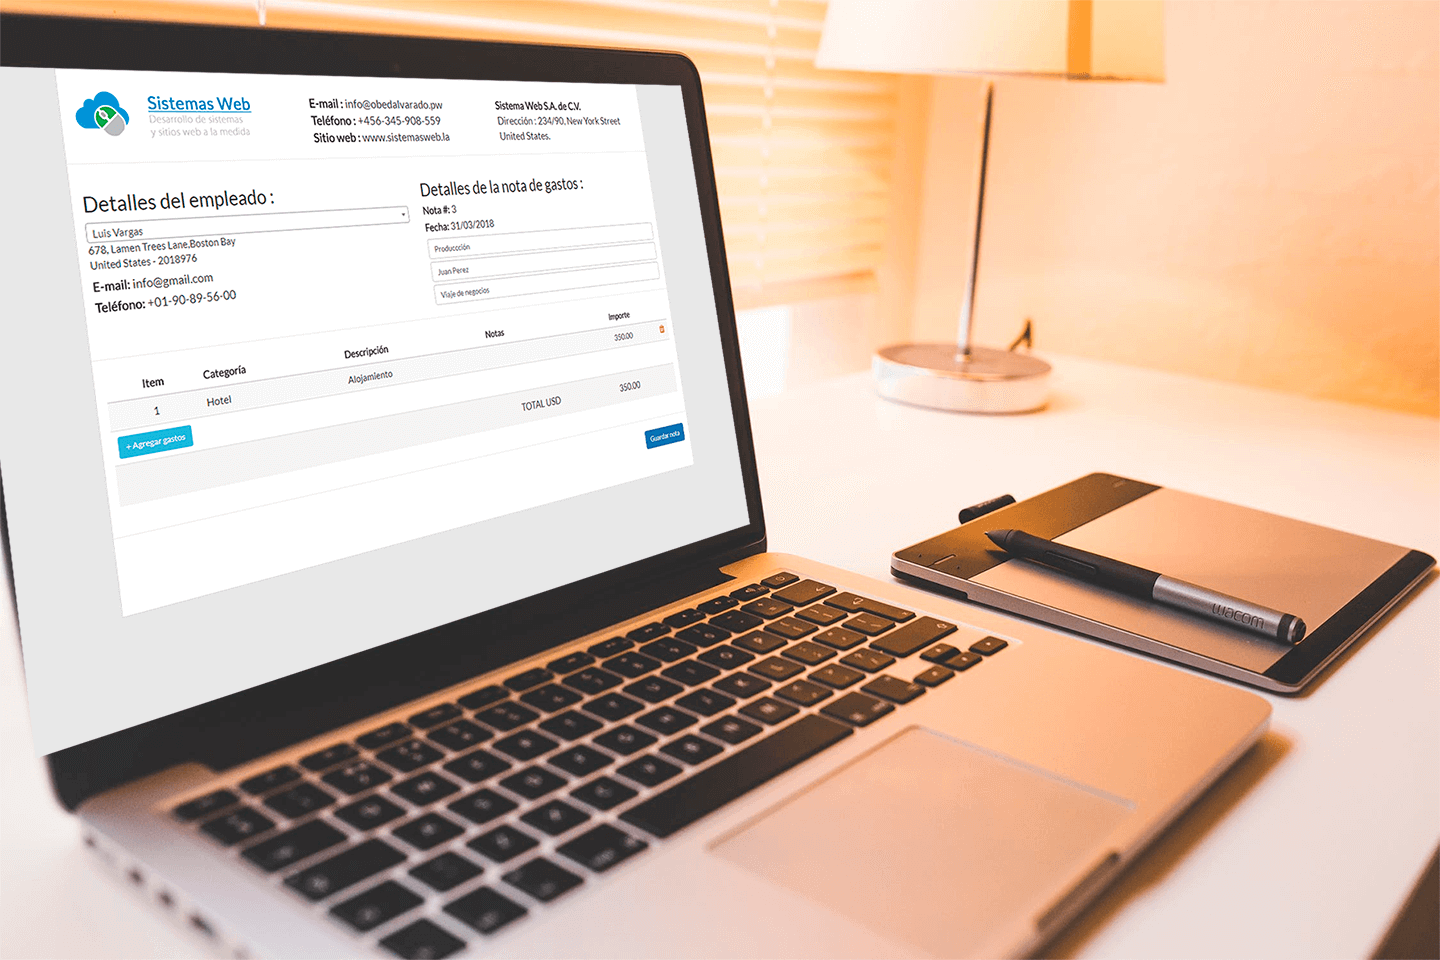 Sistemas Web
Desarrollo de sistemas
y sitios web a la medida
E-mail : info@obedalvarado.pw
Teléfono : +456-345-908-559
Sitio web : www.sistemasweb.la
Sistema Web S.A. de C.V.
Dirección : 234/90, New York Street
United States.
Detalles del empleado :
Luis Vargas
678, Lamen Trees Lane,Boston Bay
United States - 2018976
E-mail: info@gmail.com
Teléfono: +01-90-89-56-00
Detalles de la nota de gastos :
Nota #: 3
Fecha: 31/03/2018
Produccción
Juan Perez
Viaje de negocios
Item Categoría Descripción Notas Importe
1 Hotel Alojamiento 350.00
TOTAL USD 350.00
+ Agregar gastos
Guardar nota
wacom